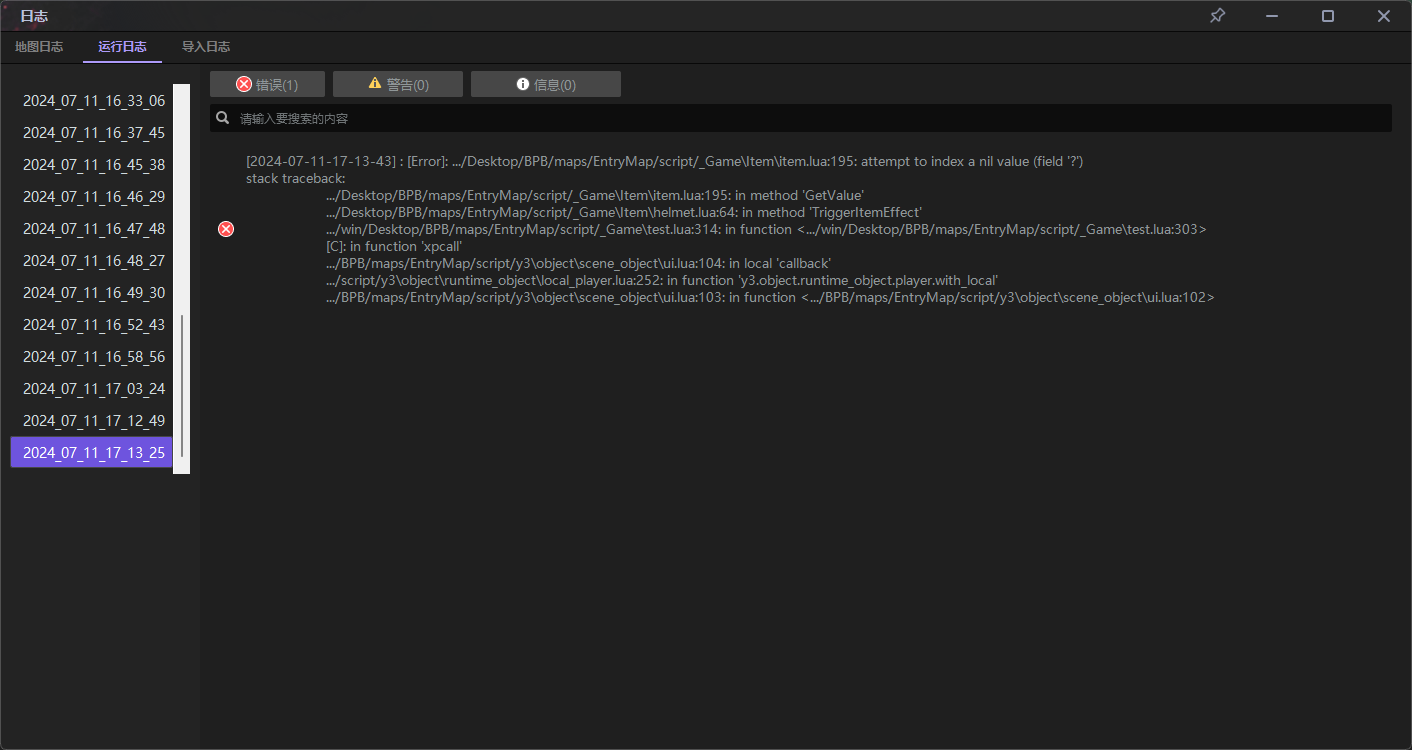 日志
地图日志 运行日志 导入日志
2024_07_11_16_33_06
2024_07_11_16_37_45
2024_07_11_16_45_38
2024_07_11_16_46_29
2024_07_11_16_47_48
2024_07_11_16_48_27
2024_07_11_16_49_30
2024_07_11_16_52_43
2024_07_11_16_58_56
2024_07_11_17_03_24
2024_07_11_17_12_49
2024_07_11_17_13_25
错误(1) 警告(0) 信息(0)
请输入要搜索的内容
[2024-07-11-17-13-43] : [Error]: .../Desktop/BPB/maps/EntryMap/script/_Game\Item\item.lua:195: attempt to index a nil value (field '?')
stack traceback:
.../Desktop/BPB/maps/EntryMap/script/_Game\Item\item.lua:195: in method 'GetValue'
.../Desktop/BPB/maps/EntryMap/script/_Game\Item\helmet.lua:64: in method 'TriggerItemEffect'
.../win/Desktop/BPB/maps/EntryMap/script/_Game\test.lua:314: in function <.../win/Desktop/BPB/maps/EntryMap/script/_Game\test.lua:303>
[C]: in function 'xpcall'
.../BPB/maps/EntryMap/script/y3\object\scene_object\ui.lua:104: in local 'callback'
.../script/y3\object\runtime_object\local_player.lua:252: in function 'y3.object.runtime_object.player.with_local'
.../BPB/maps/EntryMap/script/y3\object\scene_object\ui.lua:103: in function <.../BPB/maps/EntryMap/script/y3\object\scene_object\ui.lua:102>